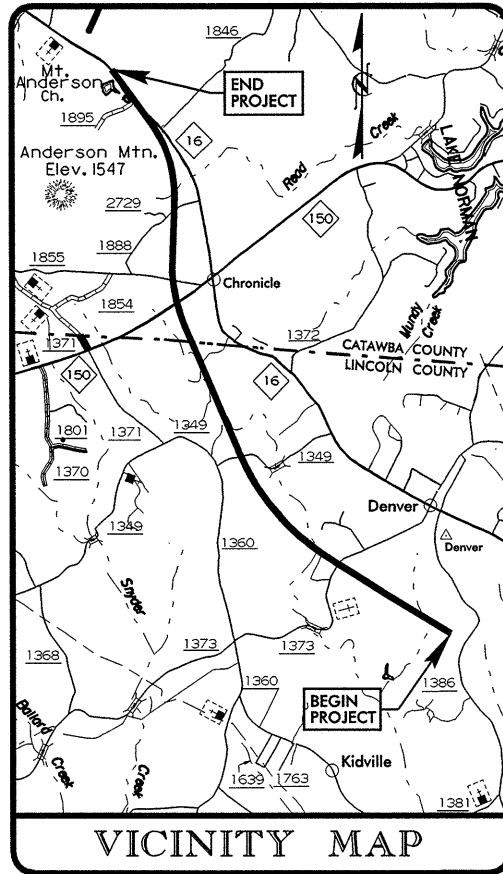 1846
Mt.
Anderson
Ch.
END
PROJECT
1895
16
Anderson Mtn.
Elev. 1547
Reed Creek
LAKE NORMAN
2729
150
1888
1855
Chronicle
1854
Mundy
Creek
1371
1372
CATAWBA COUNTY
LINCOLN COUNTY
150
16
1801
1371
1349
1349
1370
Denver
1349
1360
Denver
Snyder
1368
1373
1373
1360
1386
BEGIN
PROJECT
Ballard
Creek
Creek
Kidville
1639
1763
1381
VICINITY MAP